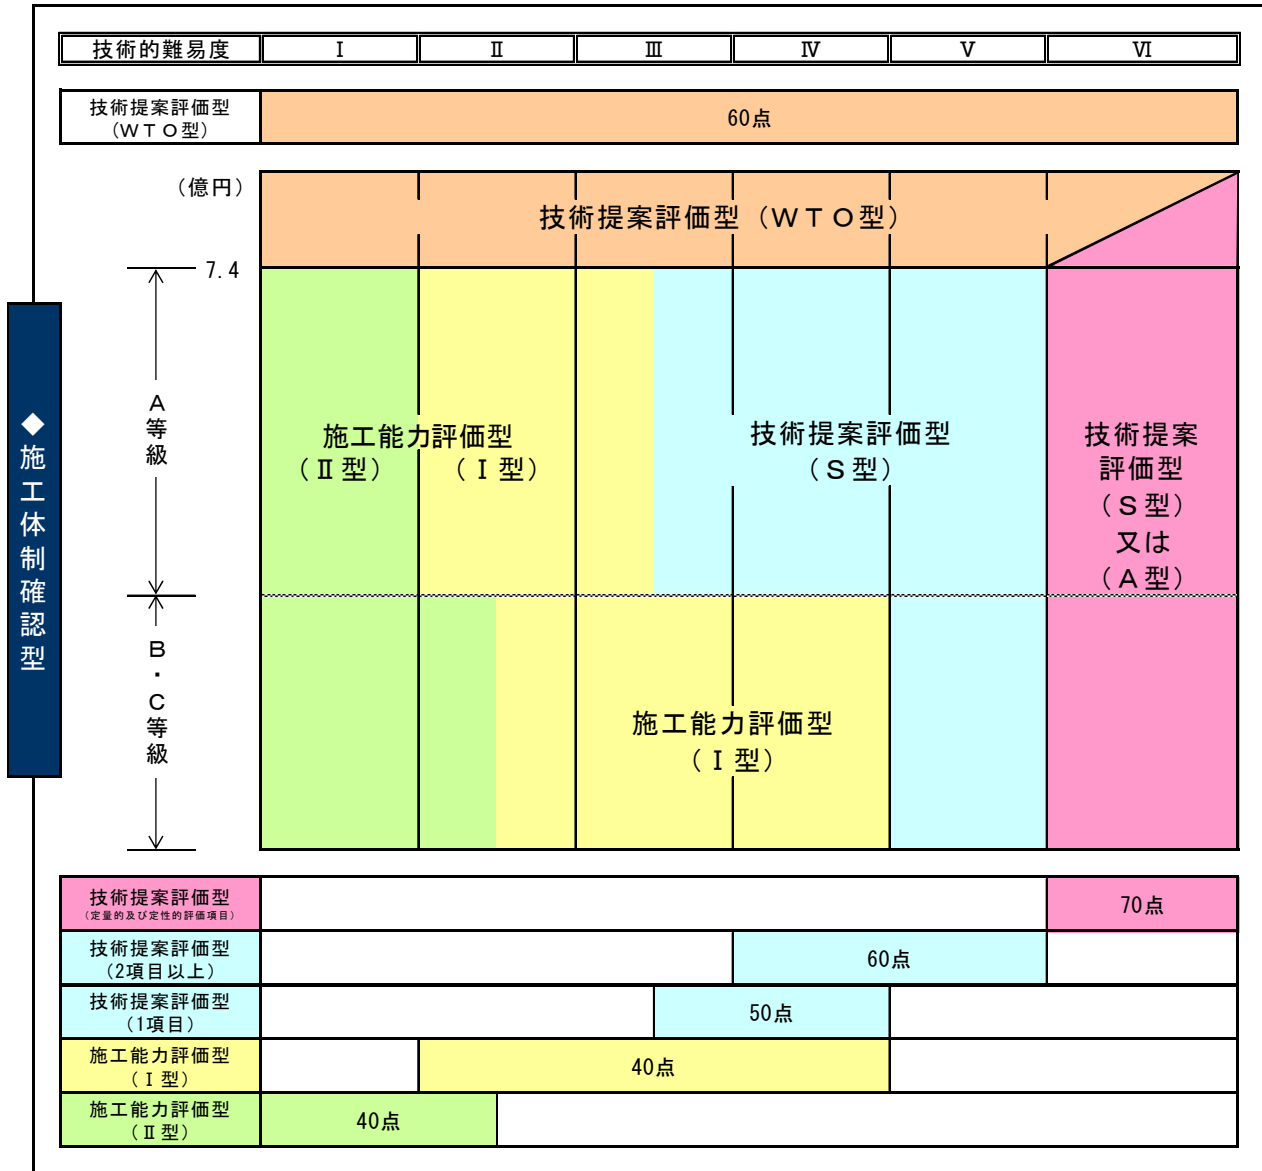 技術的難易度 Ⅰ Ⅱ Ⅲ Ⅳ Ⅴ Ⅵ
技術提案評価型
（ＷＴＯ型）
60点
（億円）
技術提案評価型（ＷＴＯ型）
7.4
◆施工体制確認型
Ａ等級
施工能力評価型
（Ⅱ型）　（Ⅰ型）
技術提案評価型
（Ｓ型）
技術提案
評価型
（Ｓ型）
又は
（Ａ型）
Ｂ・Ｃ等級
施工能力評価型
（Ⅰ型）
技術提案評価型
（定量的及び定性的評価項目）
70点
技術提案評価型
（2項目以上）
60点
技術提案評価型
（1項目）
50点
施工能力評価型
（Ⅰ型）
40点
施工能力評価型
（Ⅱ型）
40点